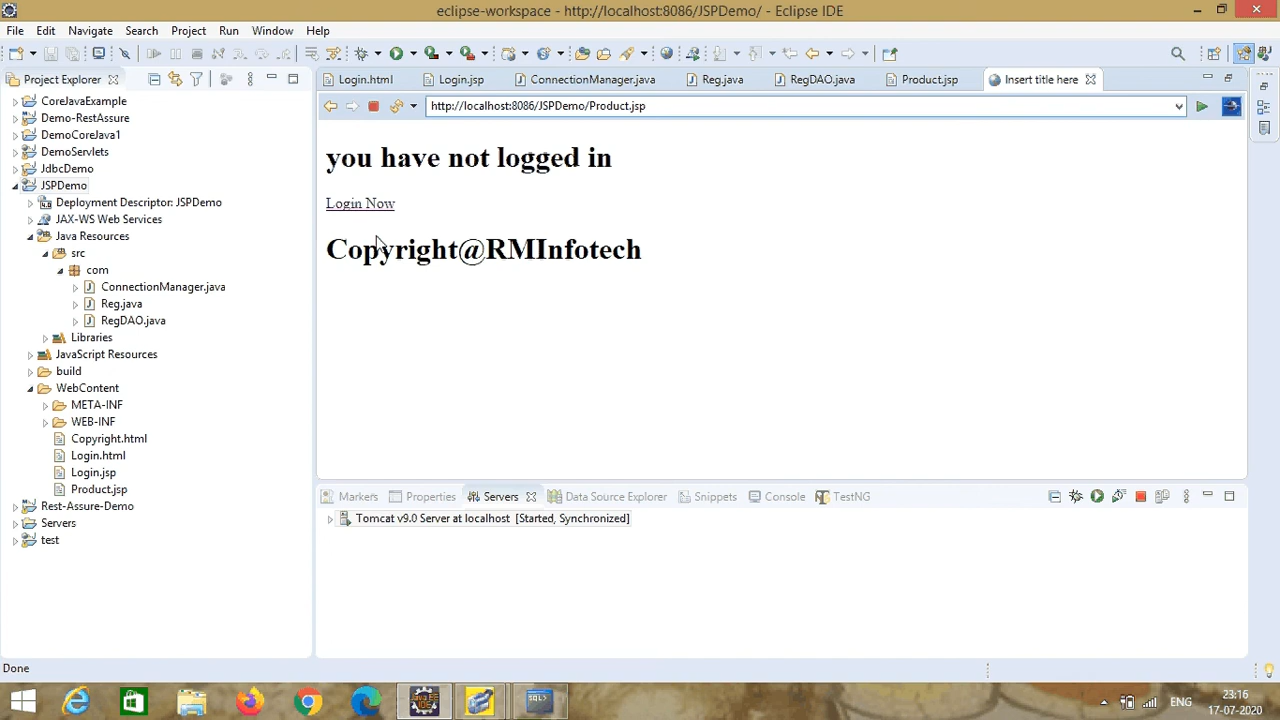 eclipse-workspace - http://localhost:8086/JSPDemo/ - Eclipse IDE
File Edit Navigate Search Project Run Window Help
Project Explorer
Login.html Login.jsp ConnectionManager.java Reg.java RegDAO.java Product.jsp Insert title here
http://localhost:8086/JSPDemo/Product.jsp
CoreJavaExample
Demo-RestAssure
DemoCoreJava1
DemoServlets
JdbcDemo
JSPDemo
Deployment Descriptor: JSPDemo
JAX-WS Web Services
Java Resources
src
com
ConnectionManager.java
Reg.java
RegDAO.java
Libraries
JavaScript Resources
build
WebContent
META-INF
WEB-INF
Copyright.html
Login.html
Login.jsp
Product.jsp
Rest-Assure-Demo
Servers
test
you have not logged in
Login Now
Copyright@RMInfotech
Markers Properties Servers Data Source Explorer Snippets Console TestNG
Tomcat v9.0 Server at localhost [Started, Synchronized]
Done
ENG
23:16
17-07-2020